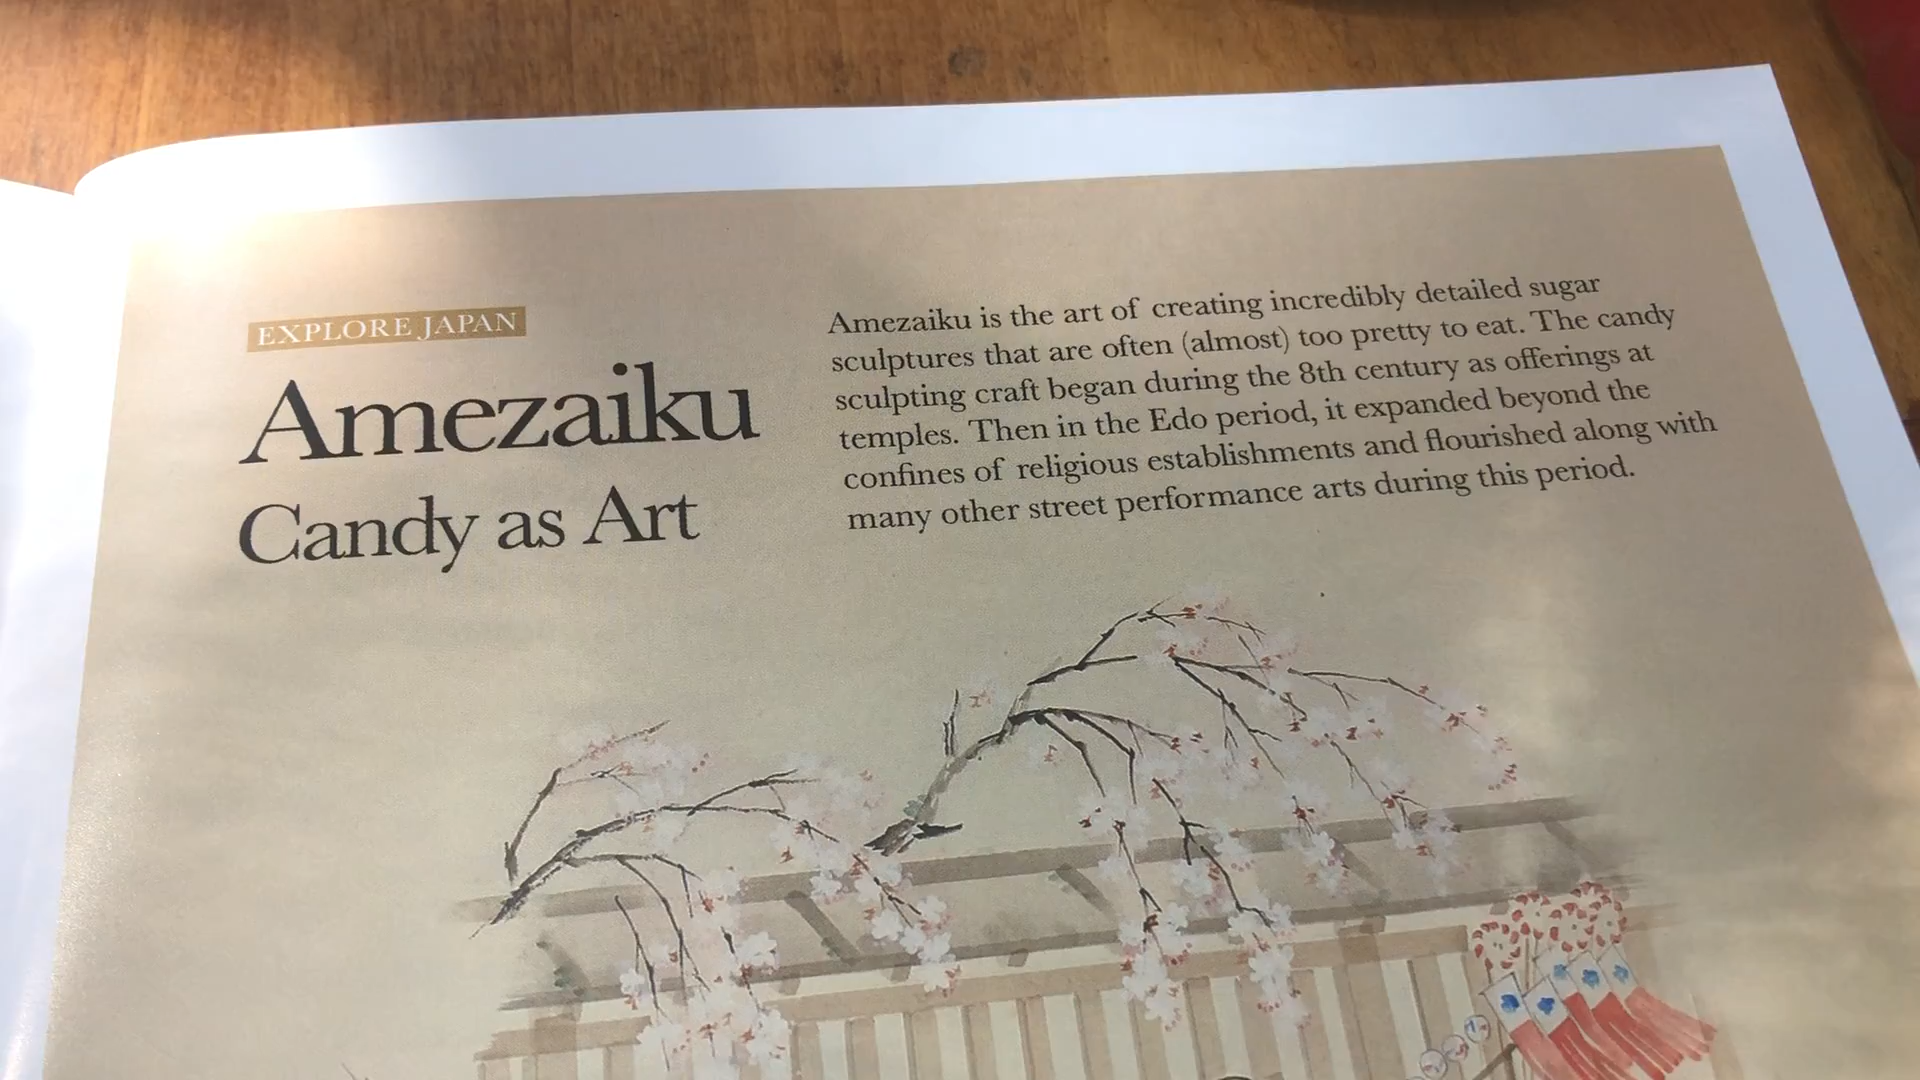 EXPLORE JAPAN
Amezaiku
Candy as Art
Amezaiku is the art of creating incredibly detailed sugar
sculptures that are often (almost) too pretty to eat. The candy
sculpting craft began during the 8th century as offerings at
temples. Then in the Edo period, it expanded beyond the
confines of religious establishments and flourished along with
many other street performance arts during this period.